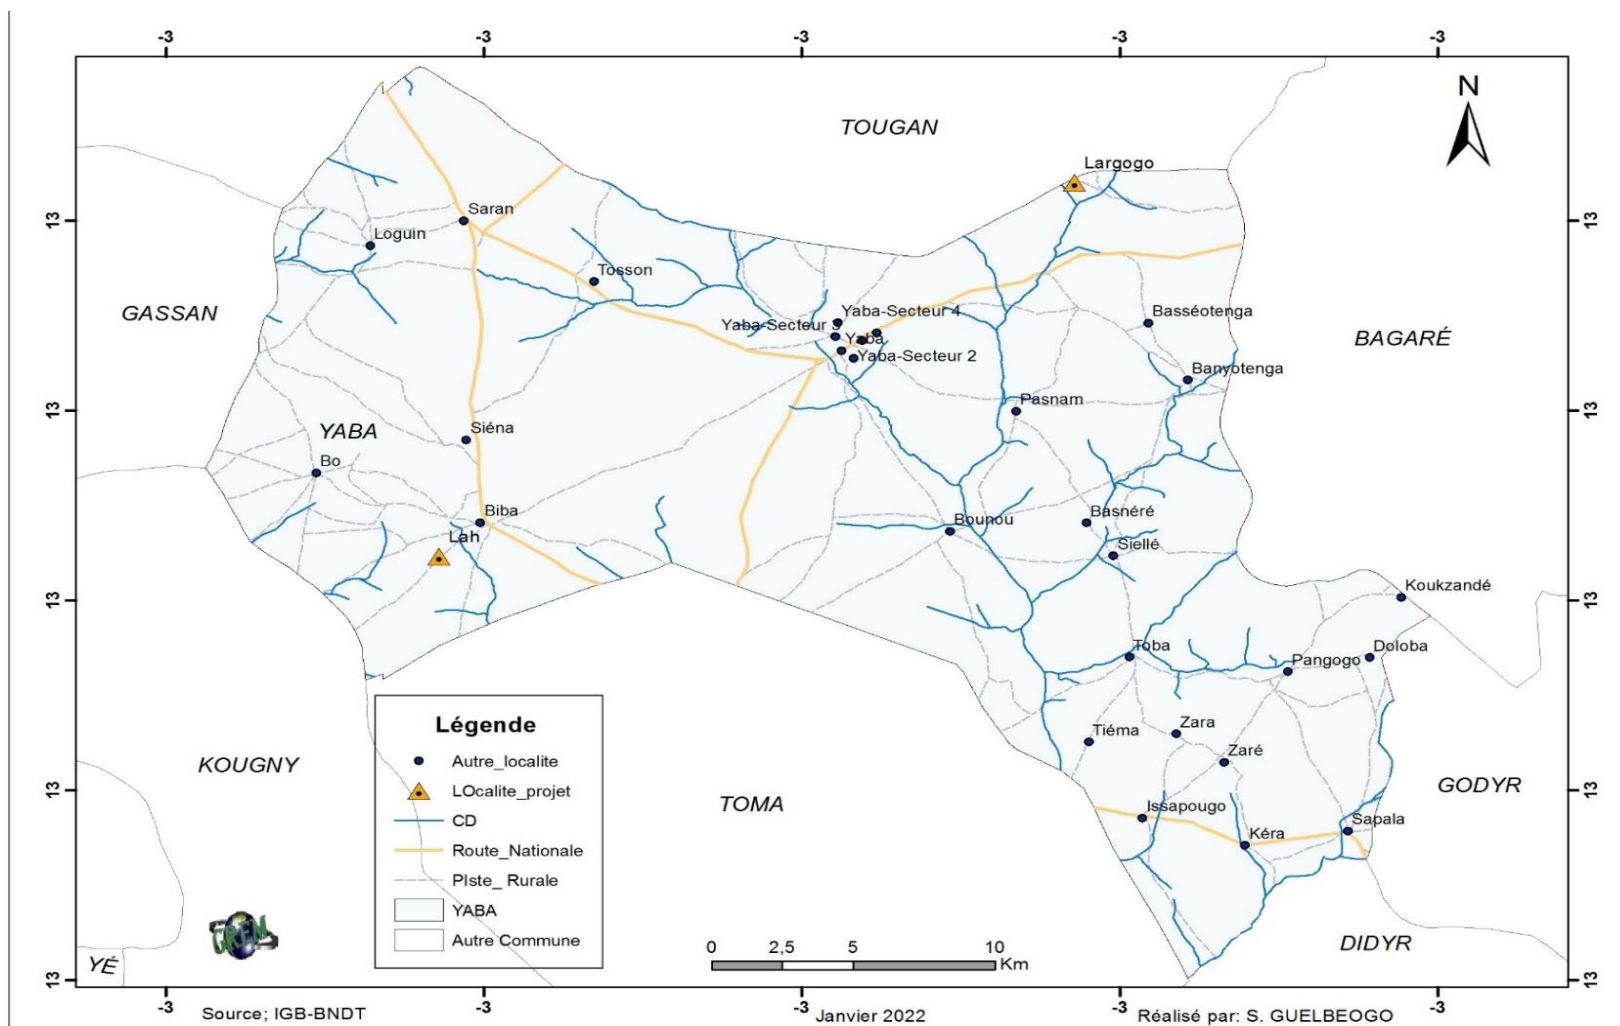 -3 -3 -3 -3 -3
N
TOUGAN
Largogo
Saran
13 13
Loguin
Tosson
GASSAN
Yaba-Secteur 4
Basséotenga
Yaba-Secteur 3
Yaba
BAGARÉ
Yaba-Secteur 2
Banyotenga
Pasnam
13 13
Siéna
YABA
Bo
Biba
Bounou
Basnéré
Lah
Siellé
Koukzandé
13 13
Toba
Doloba
Pangogo
Légende
Zara
Tiéma
Zaré
Autre_localite
KOUGNY
GODYR
LOcalite_projet
13 13
TOMA
Issapougo
CD
Sapala
Kéra
Route_Nationale
PIste_ Rurale
YABA
GREM
Autre Commune
DIDYR
0 2,5 5 10
Km
YÉ
13 13
-3 -3 -3 -3 -3
Source; IGB-BNDT
Janvier 2022
Réalisé par: S. GUELBEOGO